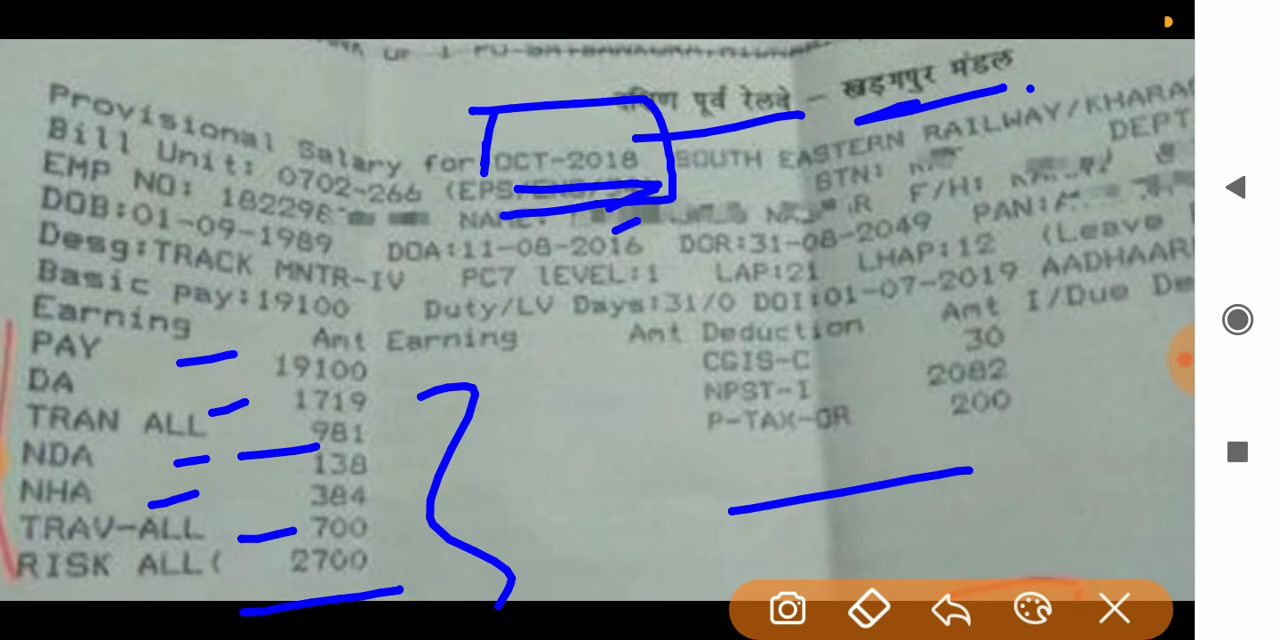 दक्षिण पूर्व रेलवे – खड़गपुर मंडल
Provisional Salary for OCT-2018 SOUTH EASTERN RAILWAY/KHARAG
Bill Unit: 0702-266 (EPS/ENG/ STN: DEPT
EMP NO: 182298 NAME: F/H:
DOB:01-09-1989 DOA:11-08-2016 DOR:31-08-2049 PAN:
Desg:TRACK MNTR-IV PC7 lEVEL:1 LAP:21 LHAP:12 (Leave
Basic pay:19100 Duty/LV Days:31/0 DOI:01-07-2019 AADHAAR
Earning Amt Earning Amt Deduction Amt I/Due De
PAY 19100 CGIS-C 30
DA 1719 NPST-I 2082
TRAN ALL 981 P-TAX-OR 200
NDA 138
NHA 384
TRAV-ALL 700
RISK ALL( 2700